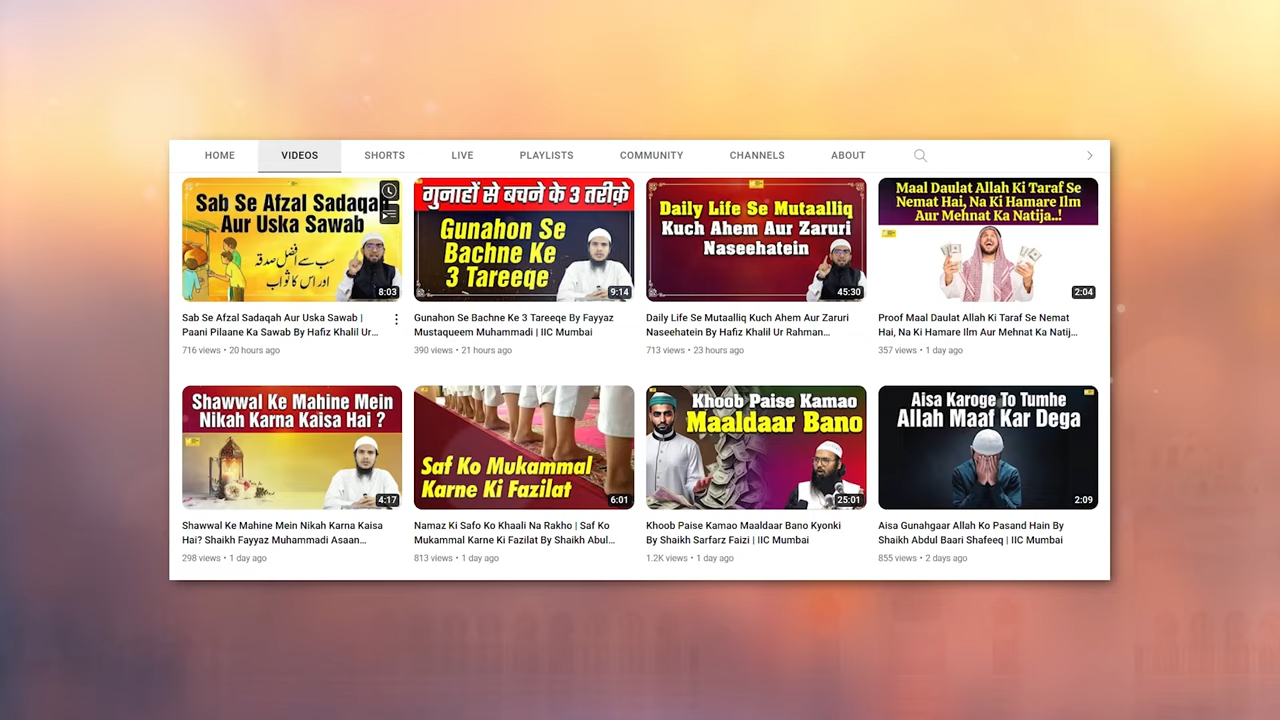 HOME VIDEOS SHORTS LIVE PLAYLISTS COMMUNITY CHANNELS ABOUT
Sab Se Afzal Sadaqah
Aur Uska Sawab
سب سے افضل صدقہ
اور اس کا ثواب
8:03
Sab Se Afzal Sadaqah Aur Uska Sawab |
Paani Pilaane Ka Sawab By Hafiz Khalil Ur...
716 views • 20 hours ago
गुनाहों से बचने के 3 तरीक़े
Gunahon Se
Bachne Ke
3 Tareeqe
9:14
Gunahon Se Bachne Ke 3 Tareeqe By Fayyaz
Mustaqueem Muhammadi | IIC Mumbai
390 views • 21 hours ago
Daily Life Se Mutaalliq
Kuch Ahem Aur Zaruri
Naseehatein
45:30
Daily Life Se Mutaalliq Kuch Ahem Aur Zaruri
Naseehatein By Hafiz Khalil Ur Rahman...
713 views • 23 hours ago
Maal Daulat Allah Ki Taraf Se
Nemat Hai, Na Ki Hamare Ilm
Aur Mehnat Ka Natija..!
2:04
Proof Maal Daulat Allah Ki Taraf Se Nemat
Hai, Na Ki Hamare Ilm Aur Mehnat Ka Natij...
357 views • 1 day ago
Shawwal Ke Mahine Mein
Nikah Karna Kaisa Hai ?
4:17
Shawwal Ke Mahine Mein Nikah Karna Kaisa
Hai? Shaikh Fayyaz Muhammadi Asaan...
298 views • 1 day ago
Saf Ko Mukammal
Karne Ki Fazilat
6:01
Namaz Ki Safo Ko Khaali Na Rakho | Saf Ko
Mukammal Karne Ki Fazilat By Shaikh Abul...
813 views • 1 day ago
Khoob Paise Kamao
Maaldaar Bano
25:01
Khoob Paise Kamao Maaldaar Bano Kyonki
By Shaikh Sarfarz Faizi | IIC Mumbai
1.2K views • 1 day ago
Aisa Karoge To Tumhe
Allah Maaf Kar Dega
2:09
Aisa Gunahgaar Allah Ko Pasand Hain By
Shaikh Abdul Baari Shafeeq | IIC Mumbai
855 views • 2 days ago